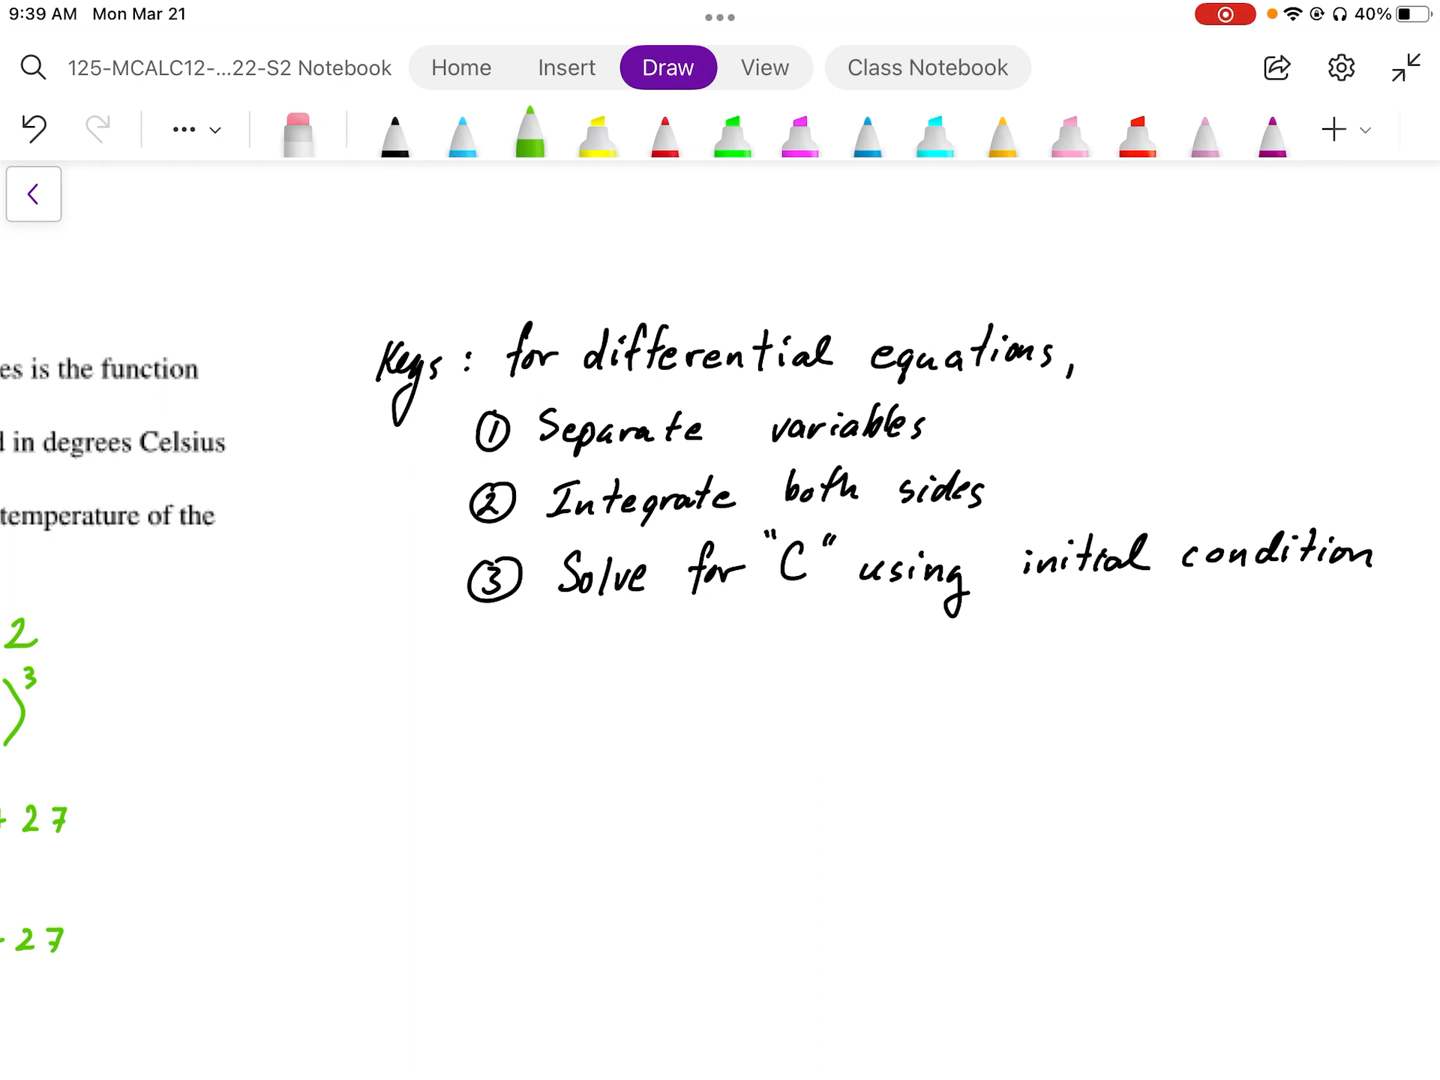 9:39 AM Mon Mar 21
40%
125-MCALC12-...22-S2 Notebook
Home Insert Draw View Class Notebook
es is the function
in degrees Celsius
temperature of the
Keys: for differential equations,
① Separate variables
② Integrate both sides
③ Solve for "C" using initial condition
2
)³
27
27